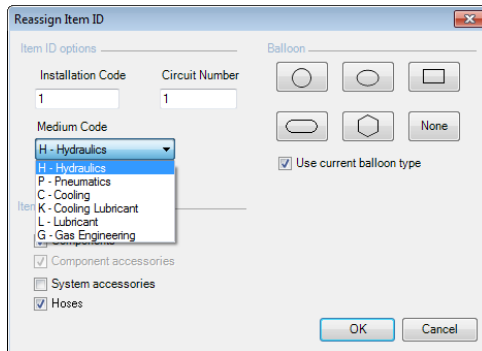 Reassign Item ID
Item ID options
Balloon
Installation Code
Circuit Number
1
1
Medium Code
None
H - Hydraulics
H - Hydraulics
Use current balloon type
P - Pneumatics
C - Cooling
K - Cooling Lubricant
L - Lubricant
G - Gas Engineering
Component accessories
System accessories
Hoses
OK
Cancel